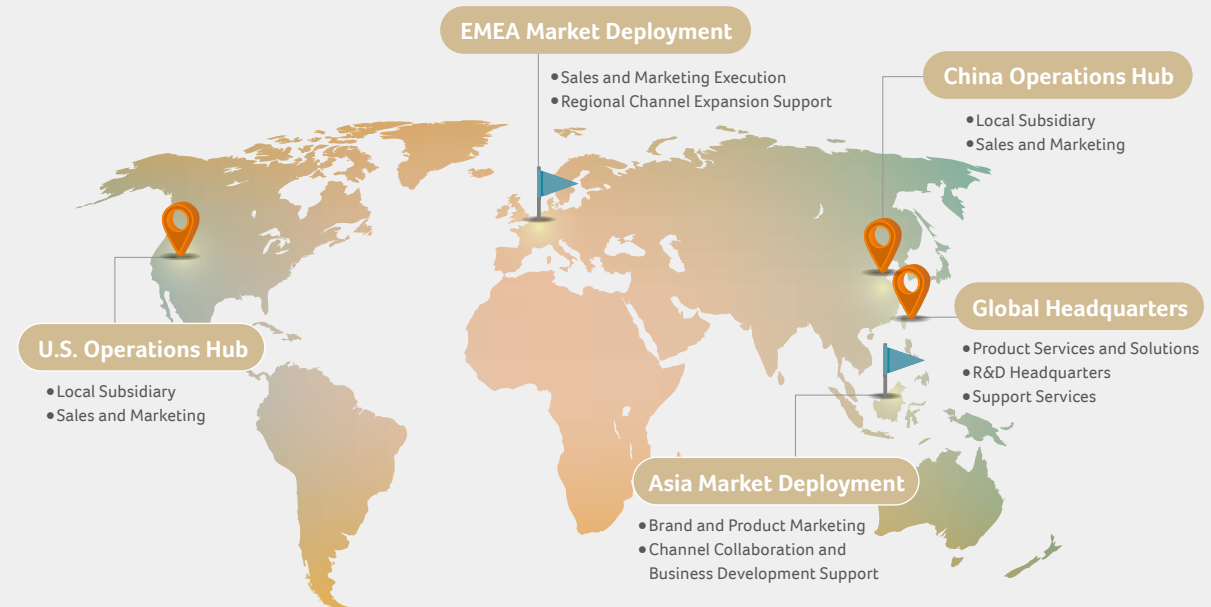 EMEA Market Deployment
• Sales and Marketing Execution
• Regional Channel Expansion Support
China Operations Hub
• Local Subsidiary
• Sales and Marketing
Global Headquarters
• Product Services and Solutions
• R&D Headquarters
• Support Services
U.S. Operations Hub
• Local Subsidiary
• Sales and Marketing
Asia Market Deployment
• Brand and Product Marketing
• Channel Collaboration and
Business Development Support